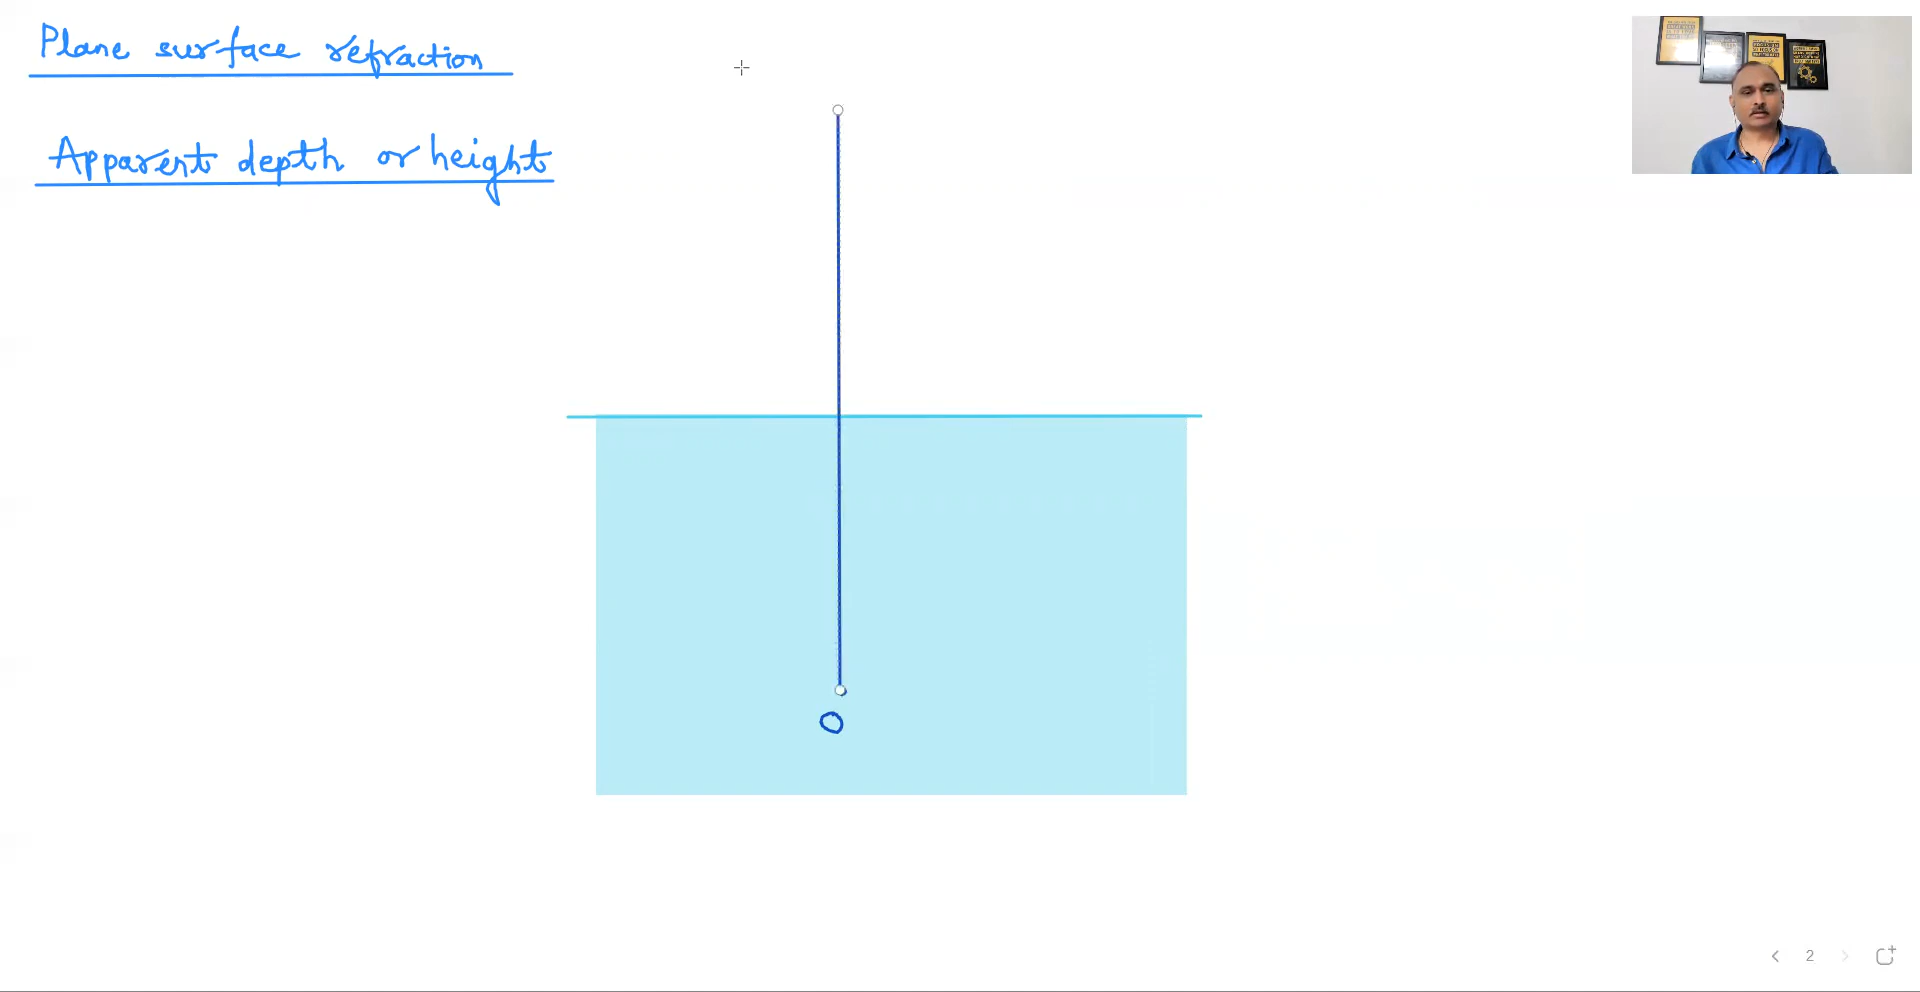 Plane surface refraction
Apparent depth or height
O
2